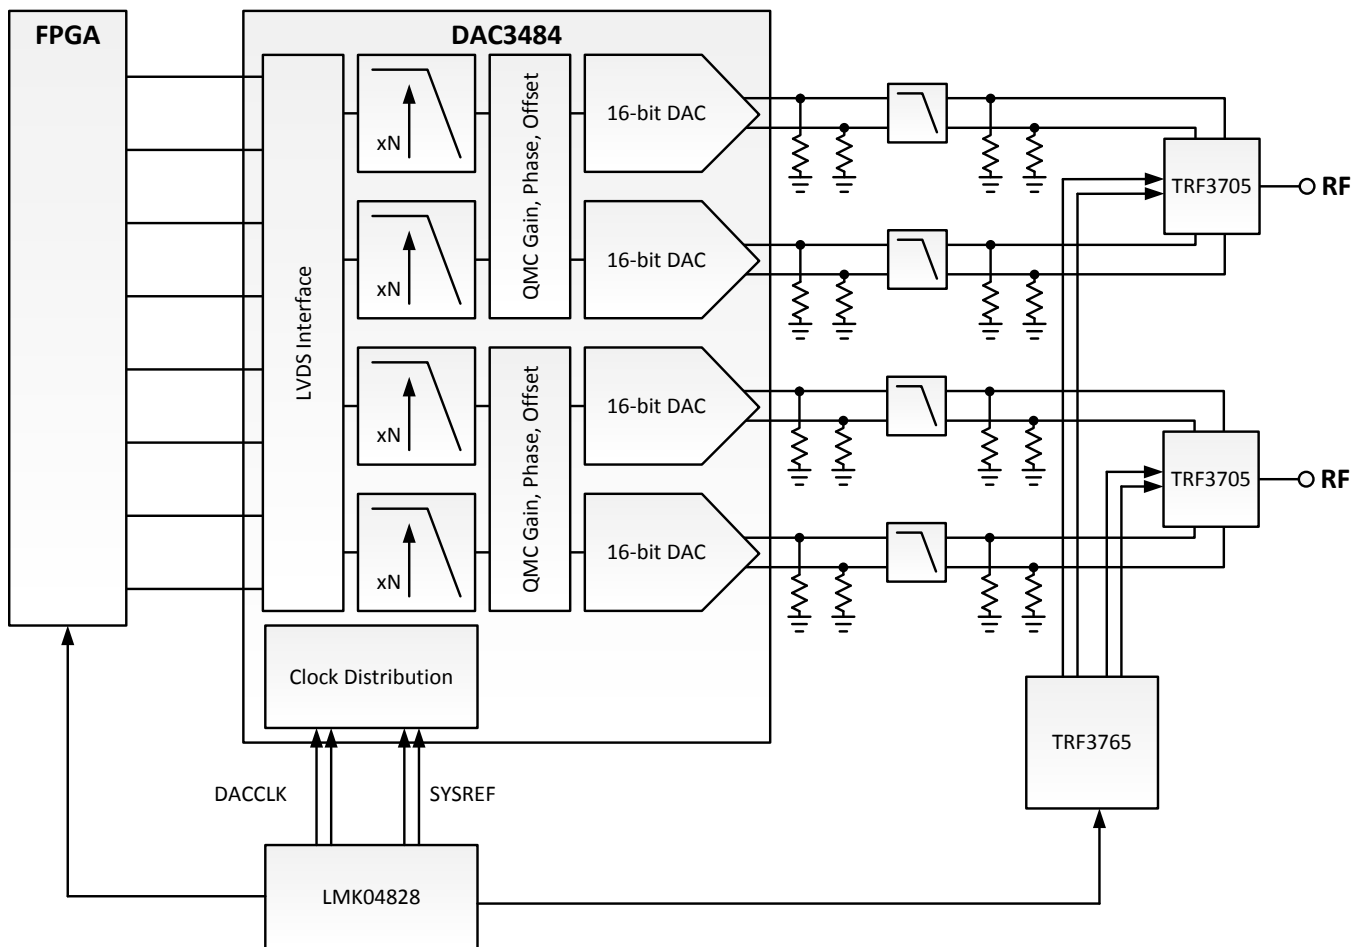 FPGA
DAC3484
LVDS Interface
xN
QMC Gain, Phase, Offset
16-bit DAC
xN
16-bit DAC
TRF3705
RF
xN
QMC Gain, Phase, Offset
16-bit DAC
xN
16-bit DAC
TRF3705
RF
Clock Distribution
TRF3765
DACCLK
SYSREF
LMK04828